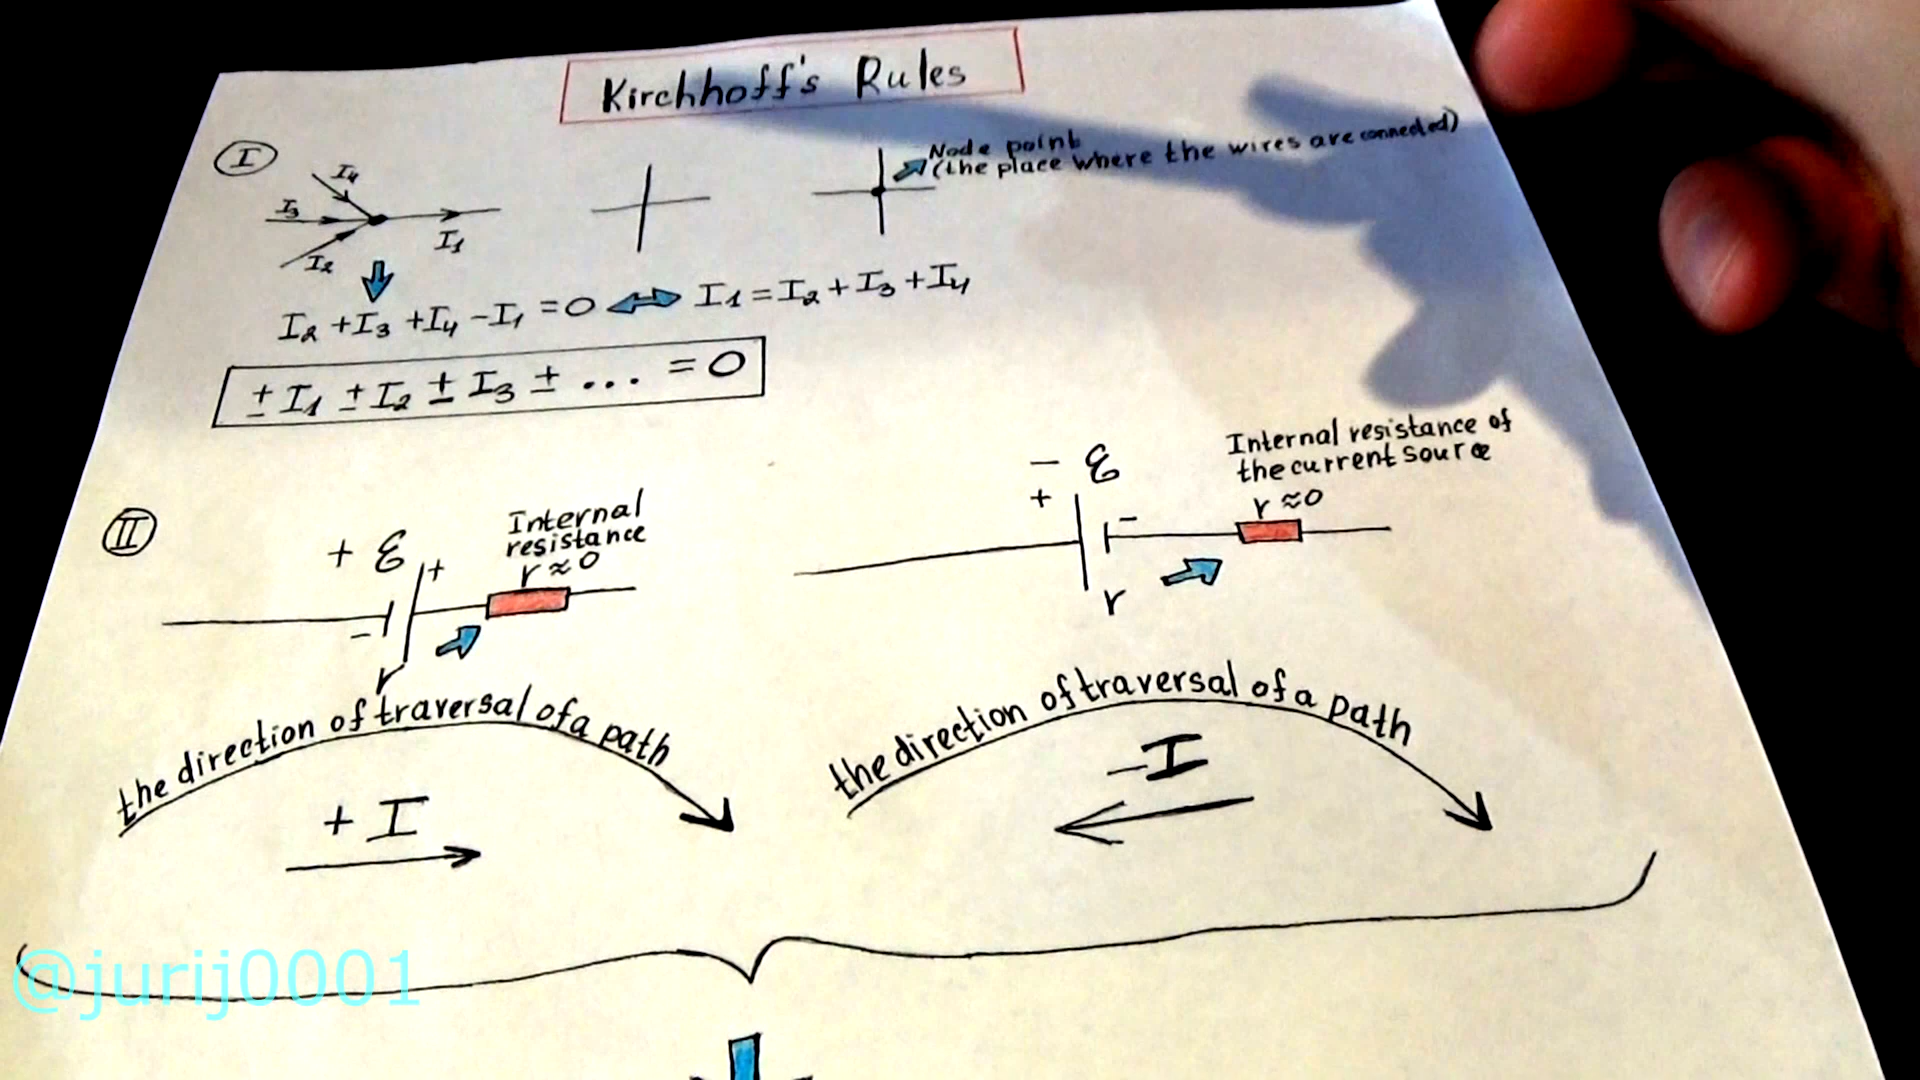 Kirchhoff's Rules
I
I4
I3
I2
I1
Node point
(the place where the wires are connected)
I2 + I3 + I4 − I1 = 0 ⇔ I1 = I2 + I3 + I4
± I1 ± I2 ± I3 ± ... = 0
II
+ ℰ
+
−
r
Internal
resistance
r ≈ 0
− ℰ
+
−
r
Internal resistance of
the current source
r ≈ 0
the direction of traversal of a path
+ I
the direction of traversal of a path
− I
@jurij0001